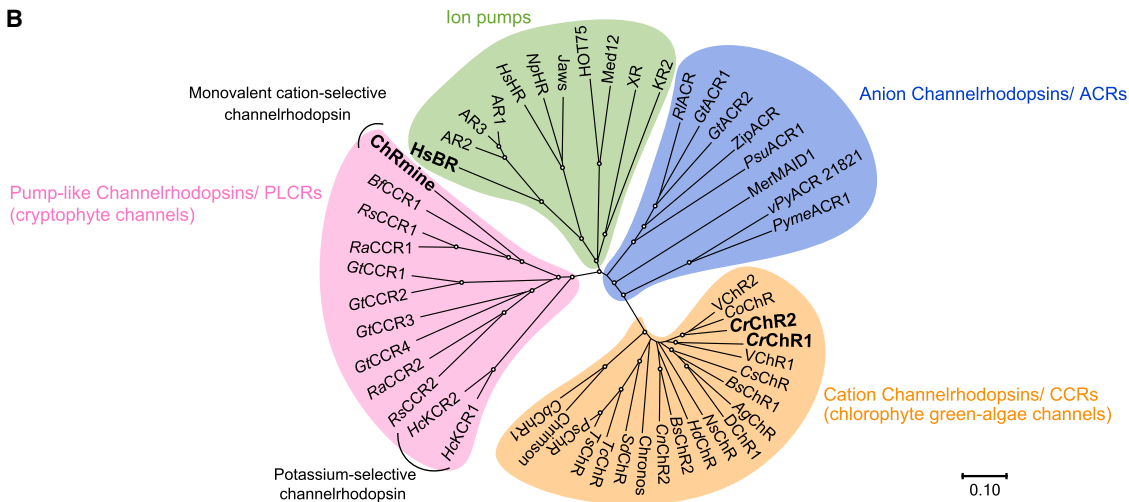 B
Ion pumps
Monovalent cation-selective
channelrhodopsin
Anion Channelrhodopsins/ ACRs
Pump-like Channelrhodopsins/ PLCRs
(cryptophyte channels)
HsBR
AR2
AR3
AR1
HsHR
NpHR
Jaws
HOT75
Med12
XR
KR2
RlACR
GtACR1
GtACR2
ZipACR
PsuACR1
MerMAID1
vPyACR 21821
PymeACR1
ChRmine
BfCCR1
RsCCR1
RaCCR1
GtCCR1
GtCCR2
GtCCR3
GtCCR4
RaCCR2
RsCCR2
HcKCR2
HcKCR1
VChR2
CoChR
CrChR2
CrChR1
VChR1
CsChR
BsChR1
AgChR
DChR1
NsChR
HdChR
BsChR2
CnChR2
Chronos
SdChR
TcChR
TsChR
PsChR
Chrimson
CbChR1
Cation Channelrhodopsins/ CCRs
(chlorophyte green-algae channels)
Potassium-selective
channelrhodopsin
0.10